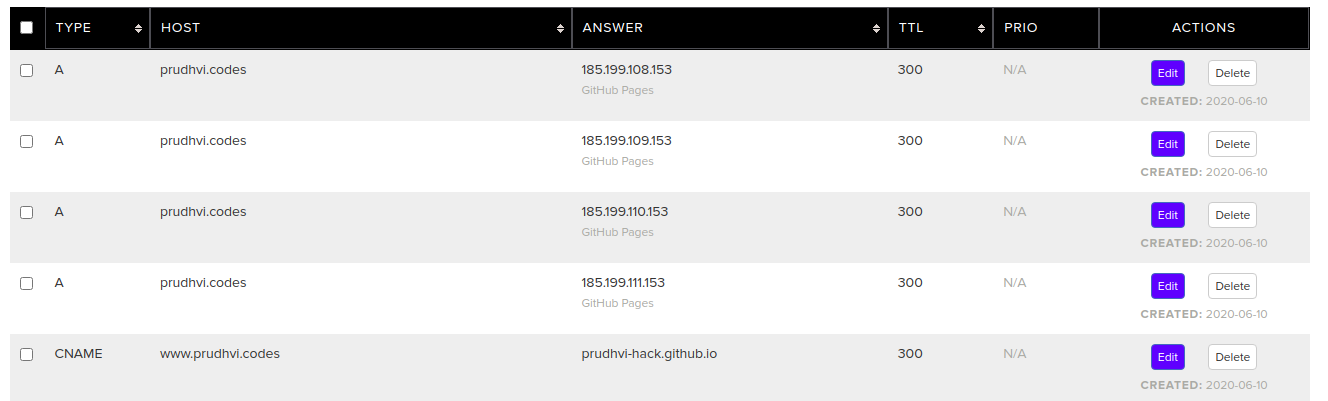 TYPE HOST ANSWER TTL PRIO ACTIONS
A prudhvi.codes 185.199.108.153 300 N/A Edit Delete
GitHub Pages CREATED: 2020-06-10
A prudhvi.codes 185.199.109.153 300 N/A Edit Delete
GitHub Pages CREATED: 2020-06-10
A prudhvi.codes 185.199.110.153 300 N/A Edit Delete
GitHub Pages CREATED: 2020-06-10
A prudhvi.codes 185.199.111.153 300 N/A Edit Delete
GitHub Pages CREATED: 2020-06-10
CNAME www.prudhvi.codes prudhvi-hack.github.io 300 N/A Edit Delete
CREATED: 2020-06-10